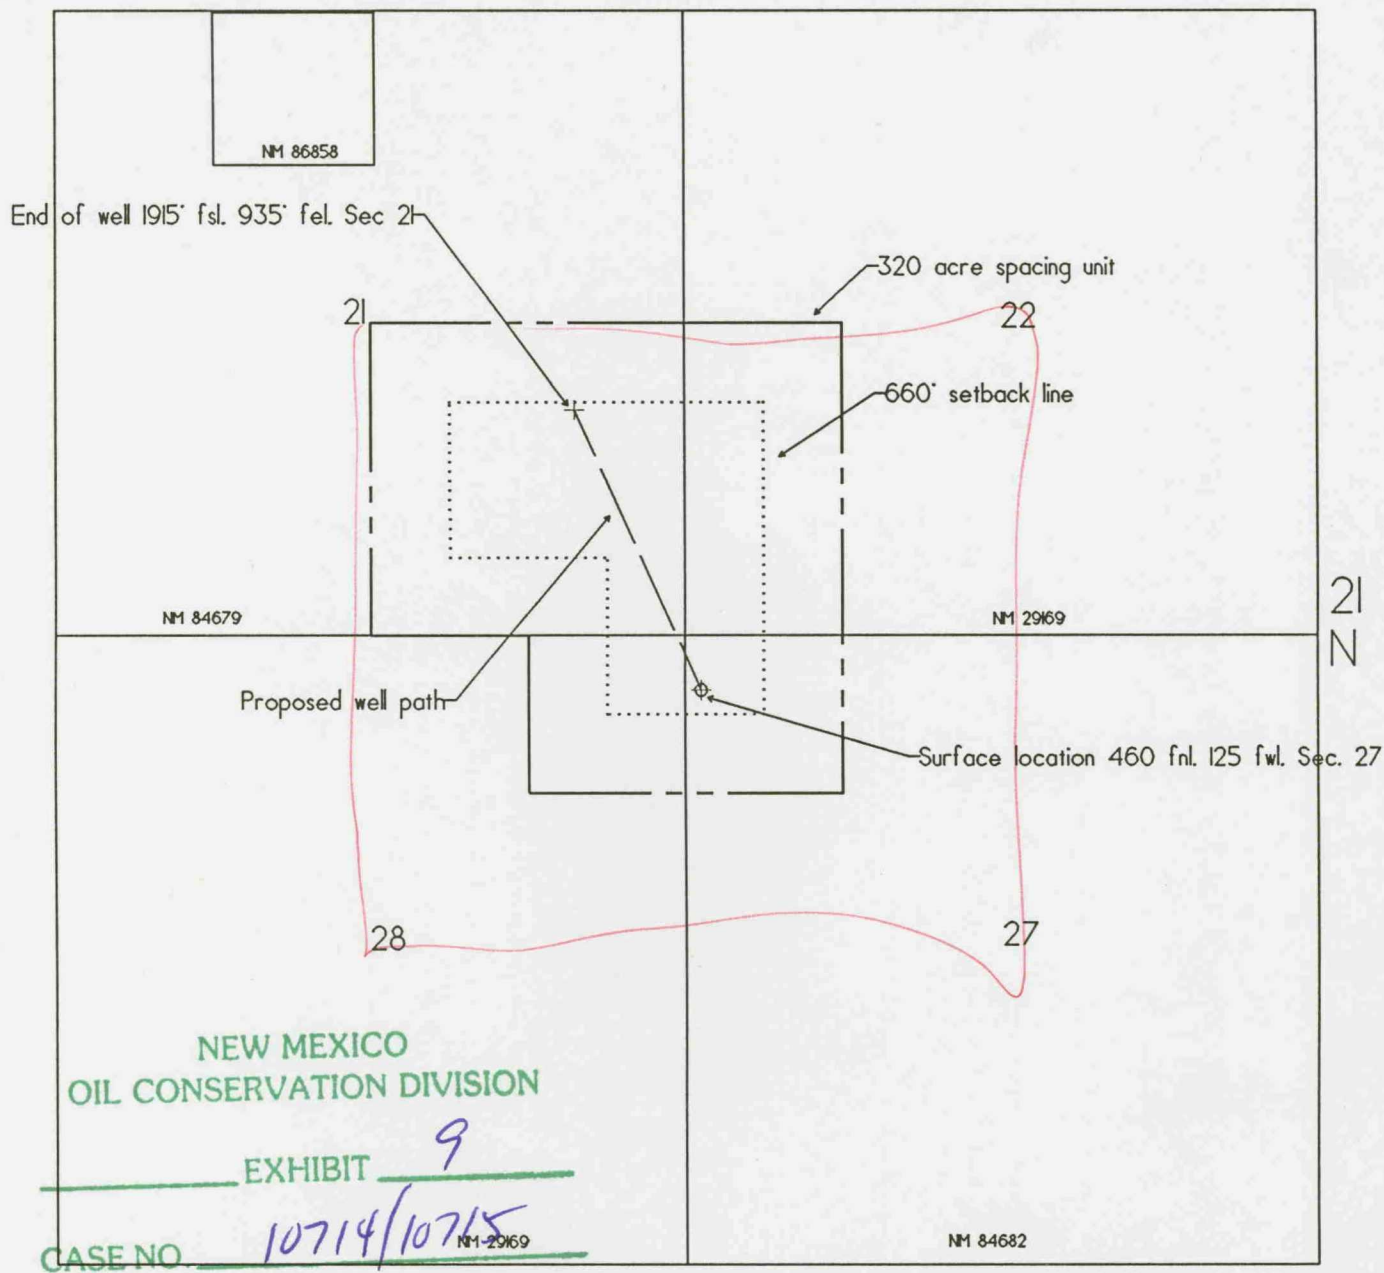 NM 86858
End of well 1915' fsl. 935' fel. Sec 21
320 acre spacing unit
21
22
660' setback line
NM 84679
NM 29169
21
N
Proposed well path
Surface location 460 fnl. 125 fwl. Sec. 27
28
27
NEW MEXICO
OIL CONSERVATION DIVISION
EXHIBIT 9
CASE NO. 10714/10715
NM 29169
NM 84682